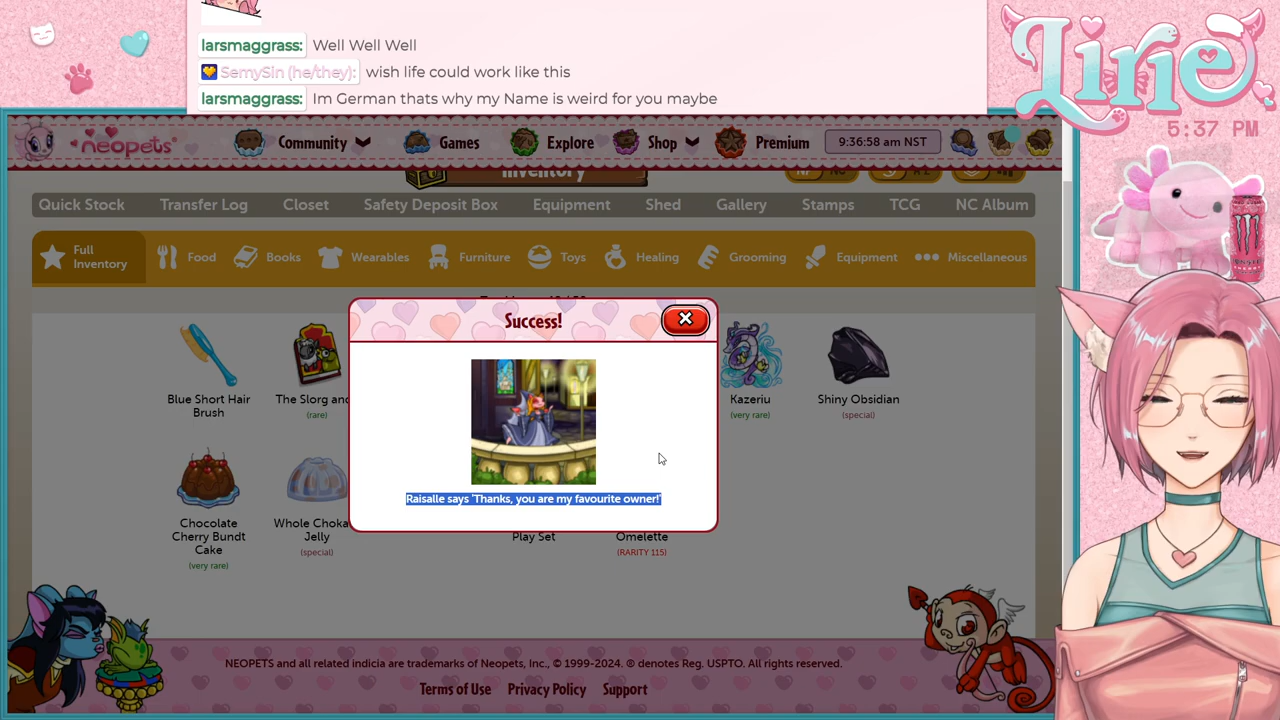 larsmaggrass: Well Well Well
SemySin (he/they): wish life could work like this
larsmaggrass: Im German thats why my Name is weird for you maybe
Lirie
5:37 PM
neopets
Community
Games
Explore
Shop
Premium
9:36:58 am NST
Inventory
Quick Stock
Transfer Log
Closet
Safety Deposit Box
Equipment
Shed
Gallery
Stamps
TCG
NC Album
Full
Inventory
Food
Books
Wearables
Furniture
Toys
Healing
Grooming
Equipment
Miscellaneous
Success!
Blue Short Hair
Brush
The Slorg and
(rare)
Kazeriu
(very rare)
Shiny Obsidian
(special)
Raisalle says 'Thanks, you are my favourite owner!'
Chocolate
Cherry Bundt
Cake
(very rare)
Whole Choka
Jelly
(special)
Play Set
Omelette
(RARITY 115)
NEOPETS and all related indicia are trademarks of Neopets, Inc., © 1999-2024. ® denotes Reg. USPTO. All rights reserved.
Terms of Use
Privacy Policy
Support